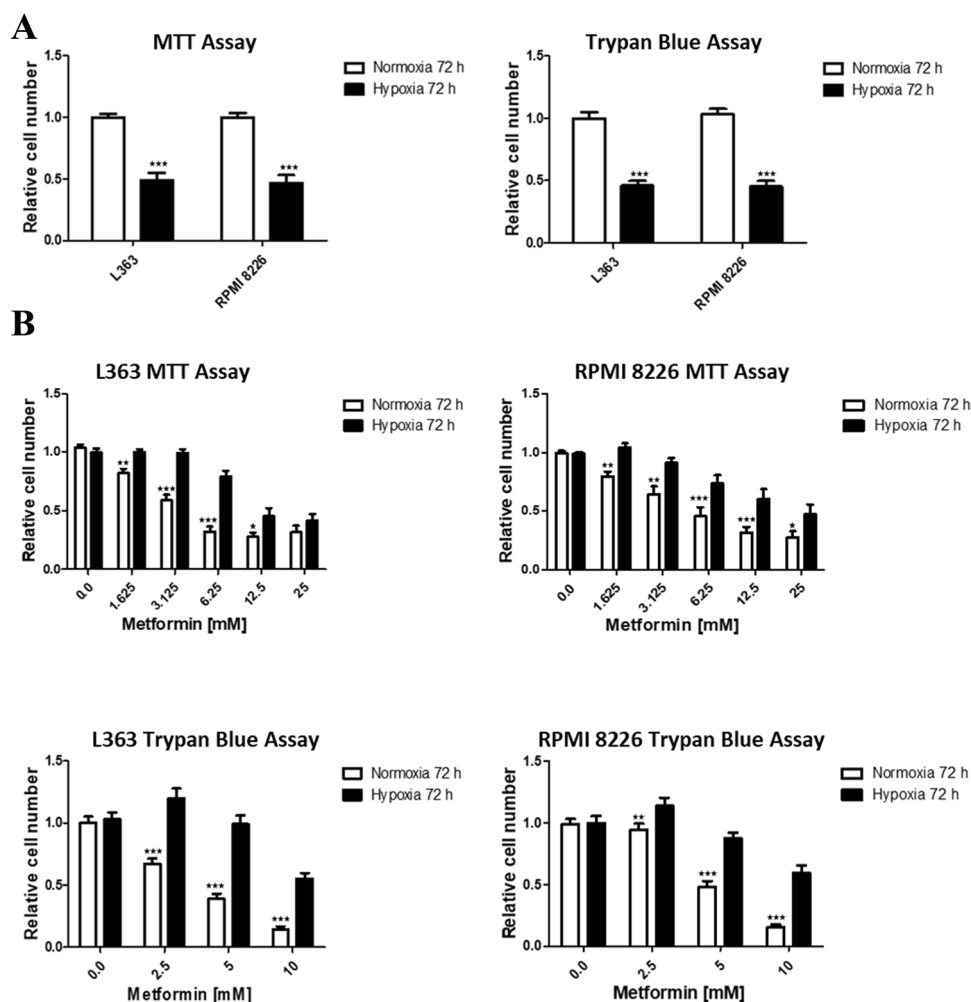 A
MTT Assay
Relative cell number
1.5
1.0
0.5
0.0
*** ***
L363
RPMI 8226
Normoxia 72 h
Hypoxia 72 h
Trypan Blue Assay
Relative cell number
1.5
1.0
0.5
0.0
*** ***
L363
RPMI 8226
Normoxia 72 h
Hypoxia 72 h
B
L363 MTT Assay
Relative cell number
1.5
1.0
0.5
0.0
** *** *** *
0.0 1.625 3.125 6.25 12.5 25
Metformin [mM]
Normoxia 72 h
Hypoxia 72 h
RPMI 8226 MTT Assay
Relative cell number
1.5
1.0
0.5
0.0
** ** *** *** *
0.0 1.625 3.125 6.25 12.5 25
Metformin [mM]
Normoxia 72 h
Hypoxia 72 h
L363 Trypan Blue Assay
Relative cell number
1.5
1.0
0.5
0.0
*** *** ***
0.0 2.5 5 10
Metformin [mM]
Normoxia 72 h
Hypoxia 72 h
RPMI 8226 Trypan Blue Assay
Relative cell number
1.5
1.0
0.5
0.0
** *** ***
0.0 2.5 5 10
Metformin [mM]
Normoxia 72 h
Hypoxia 72 h